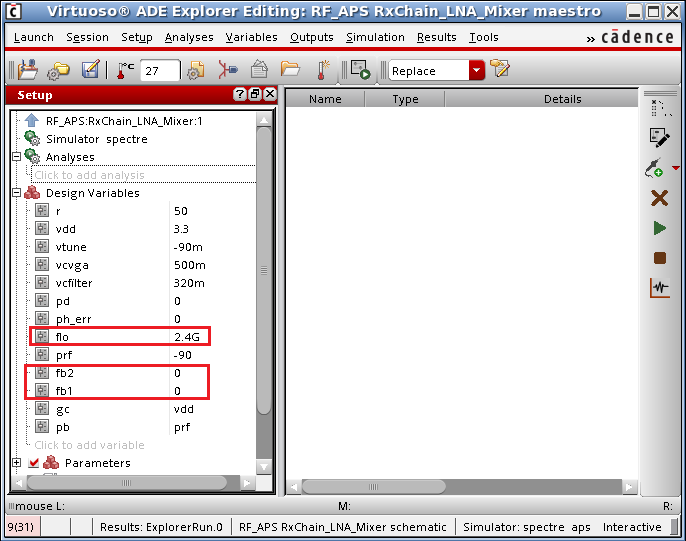 Virtuoso® ADE Explorer Editing: RF_APS RxChain_LNA_Mixer maestro
Launch Session Setup Analyses Variables Outputs Simulation Results Tools » cādence
27 Replace
Setup
Name Type Details
RF_APS:RxChain_LNA_Mixer:1
Simulator spectre
Analyses
Click to add analysis
Design Variables
r 50
vdd 3.3
vtune -90m
vcvga 500m
vcfilter 320m
pd 0
ph_err 0
flo 2.4G
prf -90
fb2 0
fb1 0
gc vdd
pb prf
Click to add variable
Parameters
mouse L: M: R:
9(31) Results: ExplorerRun.0 RF_APS RxChain_LNA_Mixer schematic Simulator: spectre aps Interactive